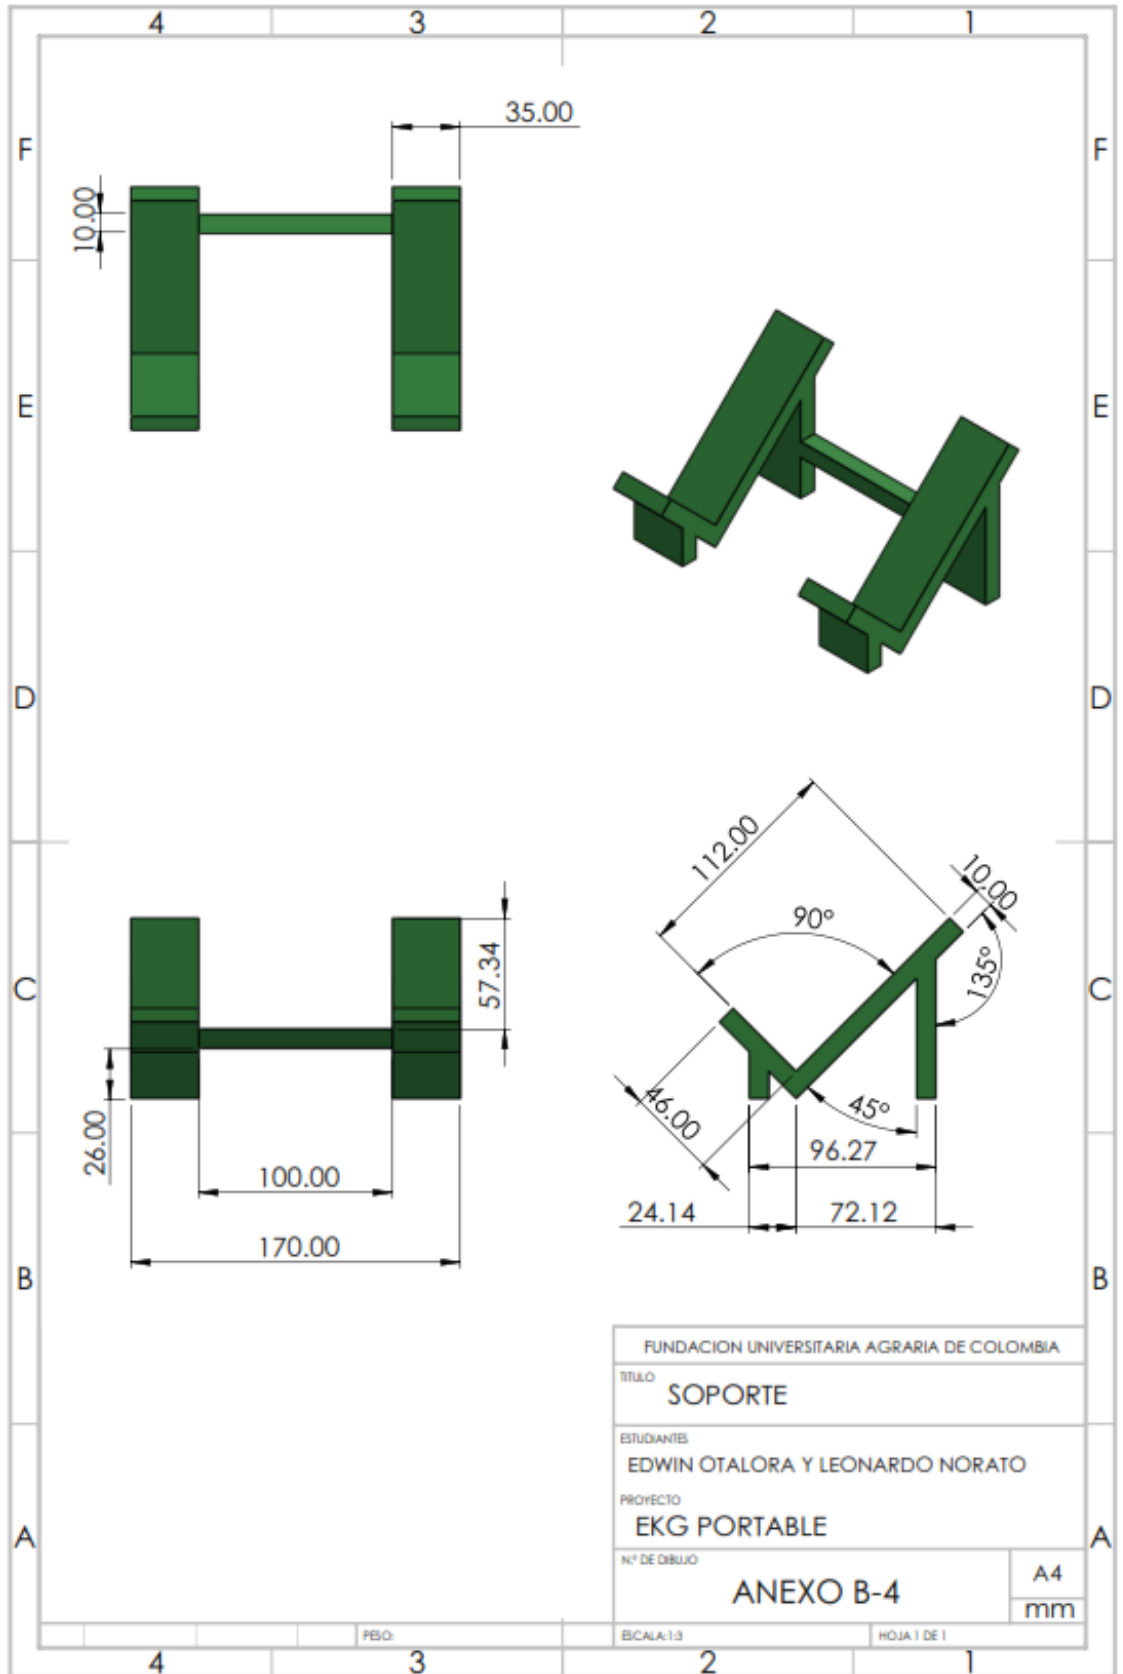 4 3 2 1
F F
35.00
10.00
E E
D D
112.00
10.00
90°
135°
C C
57.34
26.00
46.00
45°
96.27
100.00
24.14 72.12
170.00
B B
FUNDACION UNIVERSITARIA AGRARIA DE COLOMBIA
TITULO
SOPORTE
ESTUDIANTES
EDWIN OTALORA Y LEONARDO NORATO
PROYECTO
EKG PORTABLE
A A
N.º DE DIBUJO
ANEXO B-4
A4
mm
PESO: ESCALA:1:3 HOJA 1 DE 1
4 3 2 1